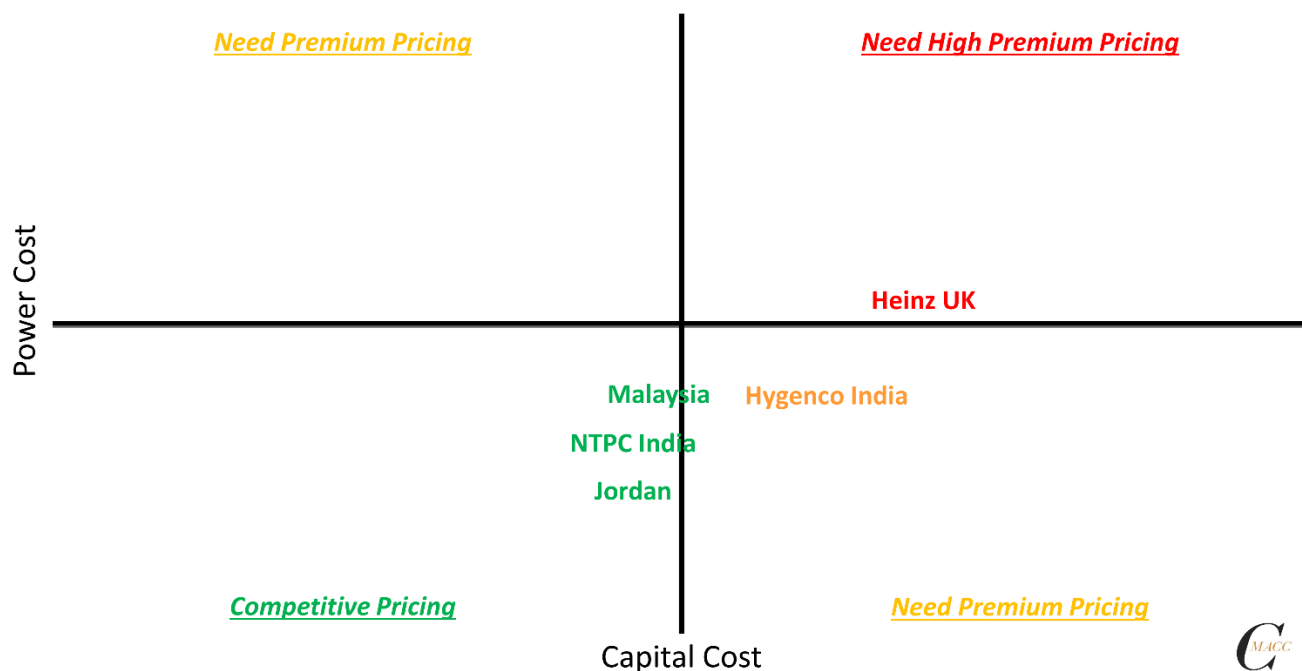 Need Premium Pricing
Need High Premium Pricing
Power Cost
Heinz UK
Malaysia
Hygenco India
NTPC India
Jordan
Competitive Pricing
Need Premium Pricing
Capital Cost
C MACC